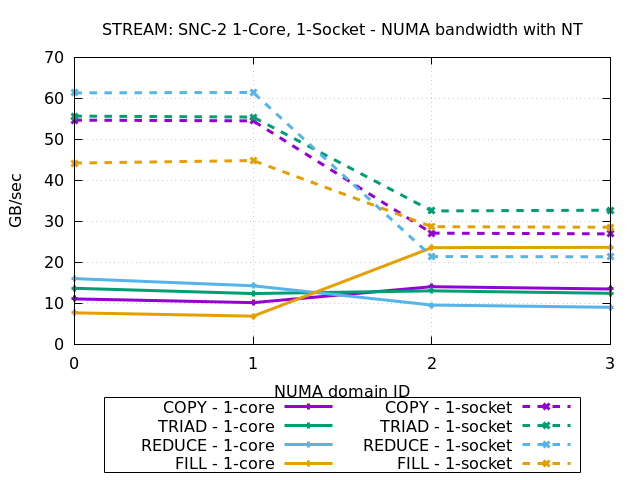 STREAM: SNC-2 1-Core, 1-Socket - NUMA bandwidth with NT
70
60
50
40
30
20
10
0
GB/sec
0 1 2 3
NUMA domain ID
COPY - 1-core COPY - 1-socket
TRIAD - 1-core TRIAD - 1-socket
REDUCE - 1-core REDUCE - 1-socket
FILL - 1-core FILL - 1-socket